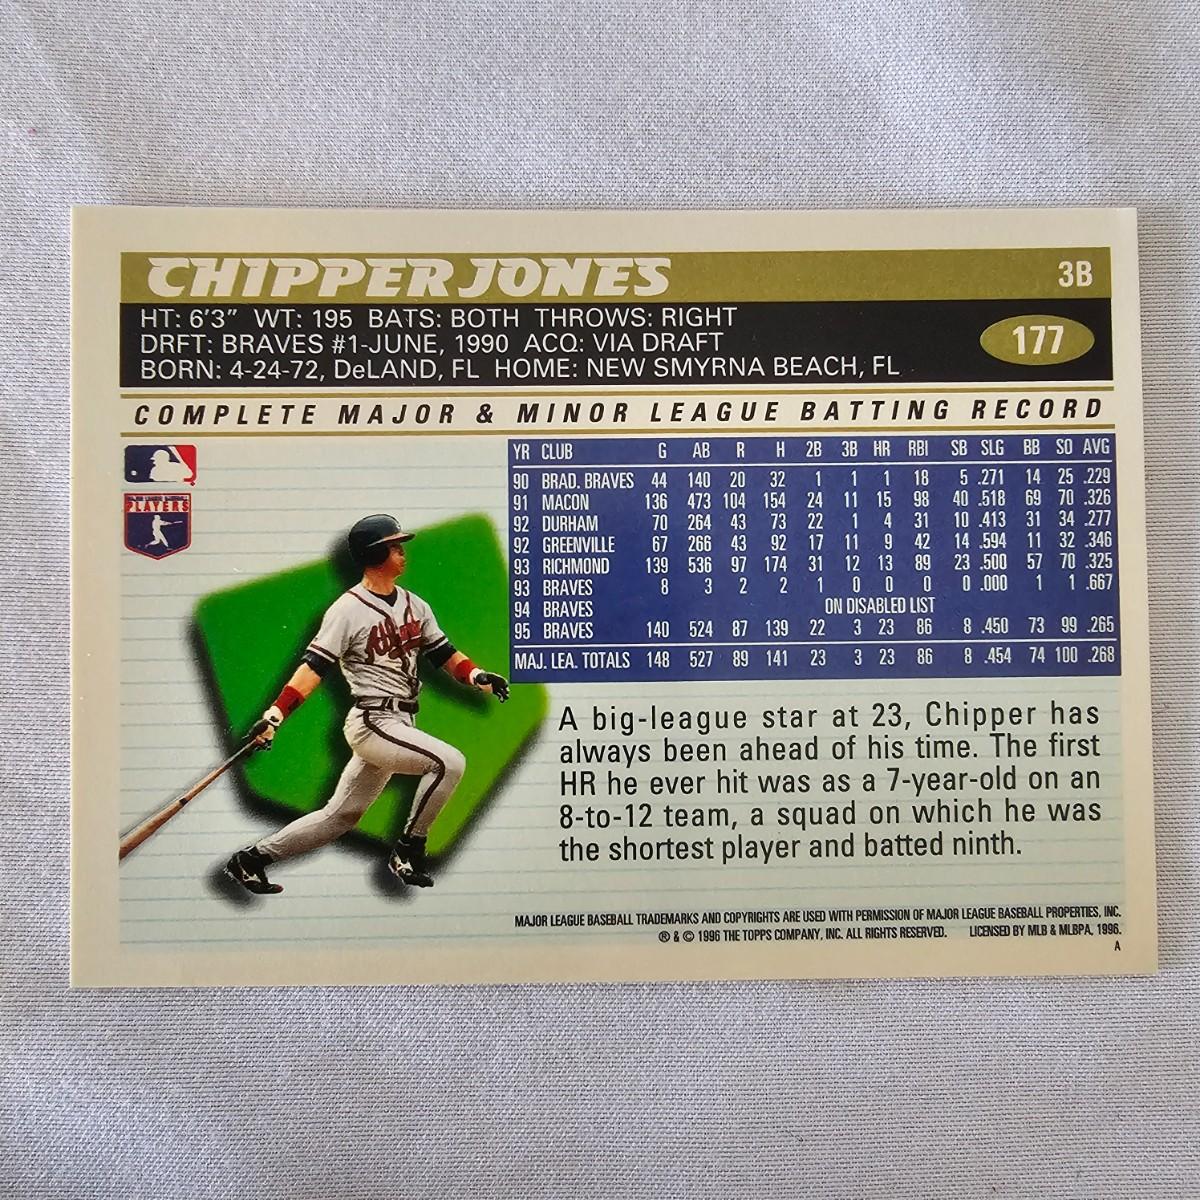 CHIPPER JONES 3B
HT: 6'3" WT: 195 BATS: BOTH THROWS: RIGHT
DRFT: BRAVES #1-JUNE, 1990 ACQ: VIA DRAFT
BORN: 4-24-72, DeLAND, FL HOME: NEW SMYRNA BEACH, FL
177
COMPLETE MAJOR & MINOR LEAGUE BATTING RECORD
MAJOR LEAGUE BASEBALL
PLAYERS
Atlanta
YR CLUB G AB R H 2B 3B HR RBI SB SLG BB SO AVG
90 BRAD. BRAVES 44 140 20 32 1 1 1 18 5 .271 14 25 .229
91 MACON 136 473 104 154 24 11 15 98 40 .518 69 70 .326
92 DURHAM 70 264 43 73 22 1 4 31 10 .413 31 34 .277
92 GREENVILLE 67 266 43 92 17 11 9 42 14 .594 11 32 .346
93 RICHMOND 139 536 97 174 31 12 13 89 23 .500 57 70 .325
93 BRAVES 8 3 2 2 1 0 0 0 0 .000 1 1 .667
94 BRAVES ON DISABLED LIST
95 BRAVES 140 524 87 139 22 3 23 86 8 .450 73 99 .265
MAJ. LEA. TOTALS 148 527 89 141 23 3 23 86 8 .454 74 100 .268
A big-league star at 23, Chipper has
always been ahead of his time. The first
HR he ever hit was as a 7-year-old on an
8-to-12 team, a squad on which he was
the shortest player and batted ninth.
MAJOR LEAGUE BASEBALL TRADEMARKS AND COPYRIGHTS ARE USED WITH PERMISSION OF MAJOR LEAGUE BASEBALL PROPERTIES, INC.
® & © 1996 THE TOPPS COMPANY, INC. ALL RIGHTS RESERVED. LICENSED BY MLB & MLBPA, 1996.
A